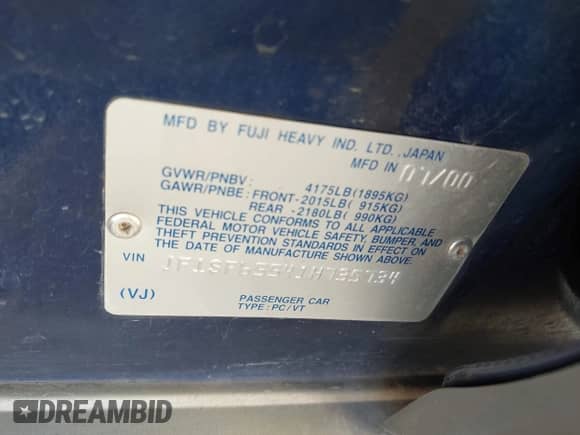 MFD BY FUJI HEAVY IND. LTD.,JAPAN
MFD IN 07/00
GVWR/PNBV: 4175LB(1895KG)
GAWR/PNBE: FRONT-2015LB( 915KG)
REAR -2180LB( 990KG)
THIS VEHICLE CONFORMS TO ALL APPLICABLE
FEDERAL MOTOR VEHICLE SAFETY, BUMPER, AND
THEFT PREVENTION STANDARDS IN EFFECT ON
THE DATE OF MANUFACTURE SHOWN ABOVE.
VIN
(VJ)
PASSENGER CAR
TYPE:PC/VT
DREAMBID